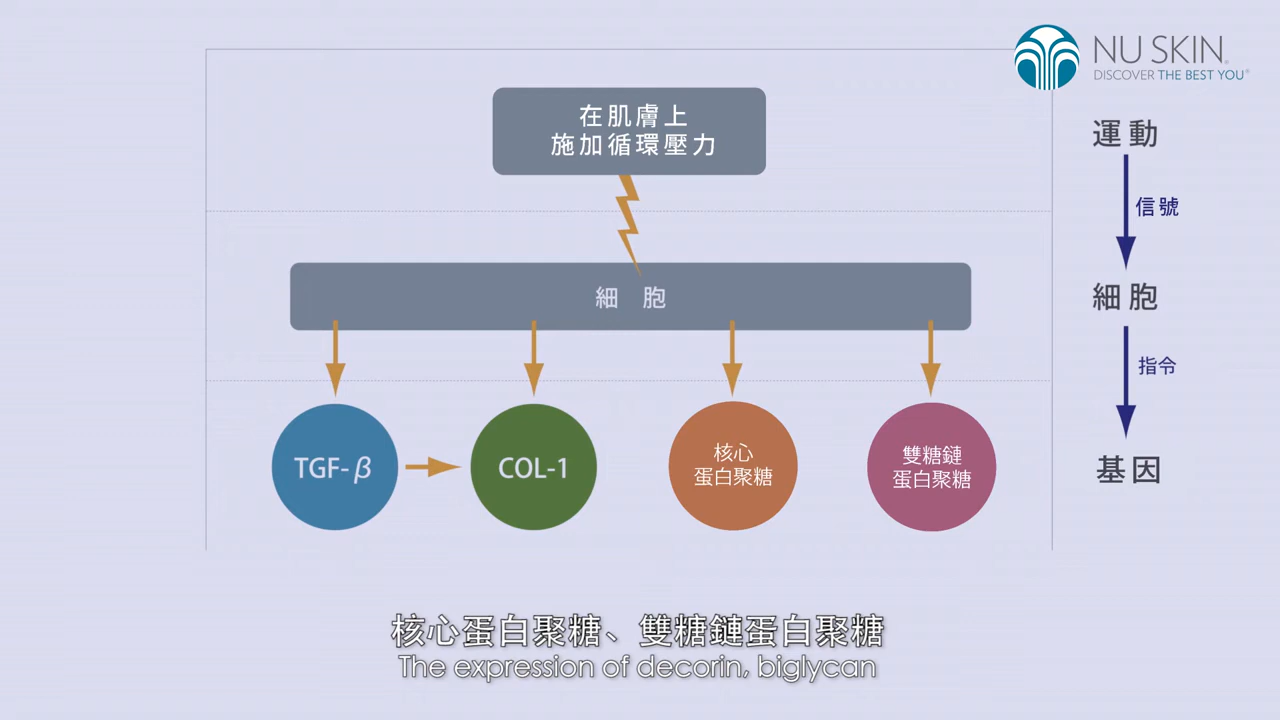 NU SKIN®
DISCOVER THE BEST YOU®
在肌膚上
施加循環壓力
細 胞
TGF-β
COL-1
核心
蛋白聚糖
雙糖鏈
蛋白聚糖
運動
信號
細胞
指令
基因
核心蛋白聚糖、雙糖鏈蛋白聚糖
The expression of decorin, biglycan